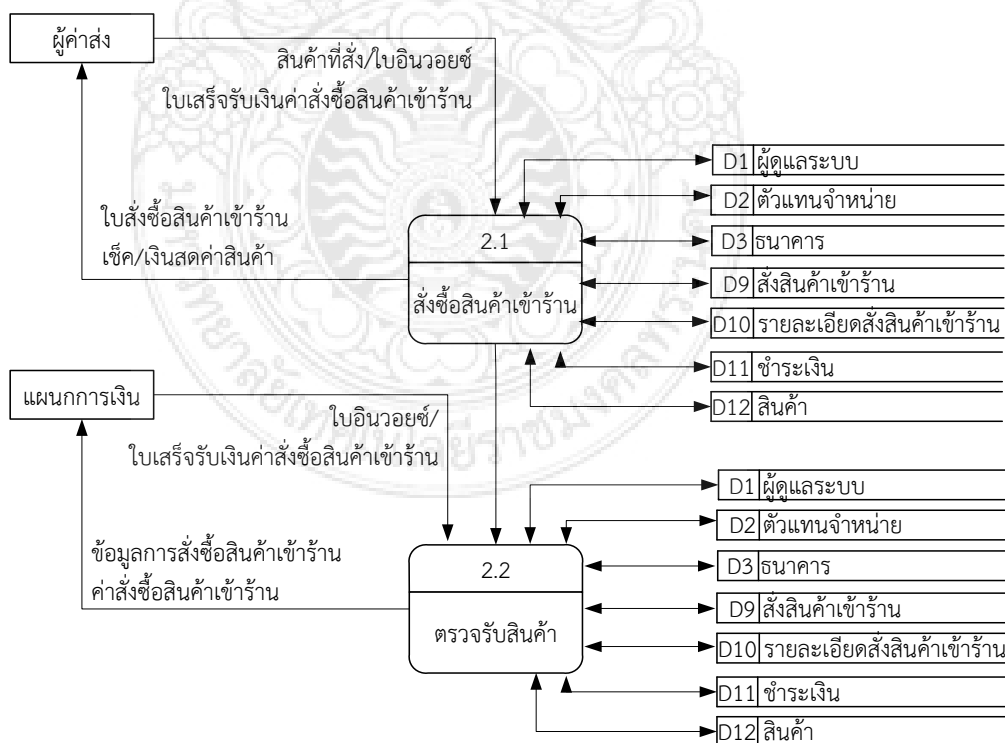 ผู้ค่าส่ง
สินค้าที่สั่ง/ใบอินวอยซ์
ใบเสร็จรับเงินค่าสั่งซื้อสินค้าเข้าร้าน
ใบสั่งซื้อสินค้าเข้าร้าน
เช็ค/เงินสดค่าสินค้า
2.1
สั่งซื้อสินค้าเข้าร้าน
D1 ผู้ดูแลระบบ
D2 ตัวแทนจำหน่าย
D3 ธนาคาร
D9 สั่งสินค้าเข้าร้าน
D10 รายละเอียดสั่งสินค้าเข้าร้าน
D11 ชำระเงิน
D12 สินค้า
แผนกการเงิน
ใบอินวอยซ์/
ใบเสร็จรับเงินค่าสั่งซื้อสินค้าเข้าร้าน
ข้อมูลการสั่งซื้อสินค้าเข้าร้าน
ค่าสั่งซื้อสินค้าเข้าร้าน
2.2
ตรวจรับสินค้า
D1 ผู้ดูแลระบบ
D2 ตัวแทนจำหน่าย
D3 ธนาคาร
D9 สั่งสินค้าเข้าร้าน
D10 รายละเอียดสั่งสินค้าเข้าร้าน
D11 ชำระเงิน
D12 สินค้า